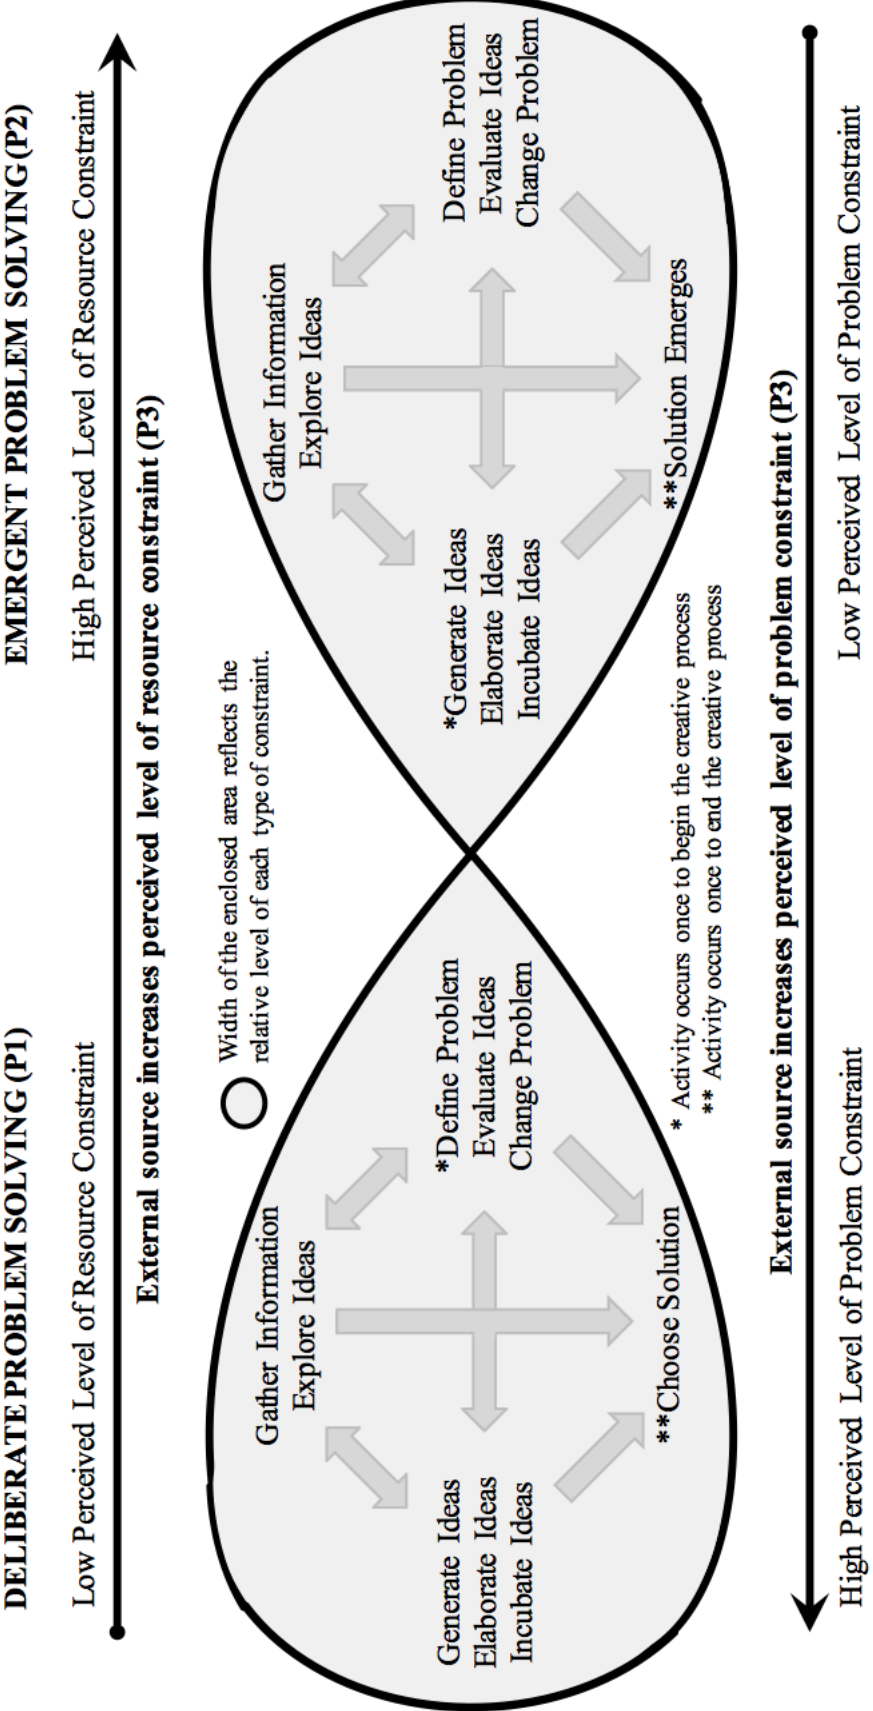 DELIBERATE PROBLEM SOLVING (P1)
EMERGENT PROBLEM SOLVING (P2)
Low Perceived Level of Resource Constraint
High Perceived Level of Resource Constraint
External source increases perceived level of resource constraint (P3)
Width of the enclosed area reflects the
relative level of each type of constraint.
Gather Information
Explore Ideas
Generate Ideas
Elaborate Ideas
Incubate Ideas
*Define Problem
Evaluate Ideas
Change Problem
**Choose Solution
Gather Information
Explore Ideas
*Generate Ideas
Elaborate Ideas
Incubate Ideas
Define Problem
Evaluate Ideas
Change Problem
**Solution Emerges
* Activity occurs once to begin the creative process
** Activity occurs once to end the creative process
External source increases perceived level of problem constraint (P3)
High Perceived Level of Problem Constraint
Low Perceived Level of Problem Constraint